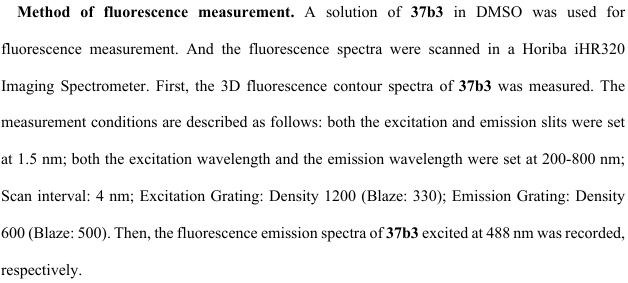 Method of fluorescence measurement. A solution of 37b3 in DMSO was used for
fluorescence measurement. And the fluorescence spectra were scanned in a Horiba iHR320
Imaging Spectrometer. First, the 3D fluorescence contour spectra of 37b3 was measured. The
measurement conditions are described as follows: both the excitation and emission slits were set
at 1.5 nm; both the excitation wavelength and the emission wavelength were set at 200-800 nm;
Scan interval: 4 nm; Excitation Grating: Density 1200 (Blaze: 330); Emission Grating: Density
600 (Blaze: 500). Then, the fluorescence emission spectra of 37b3 excited at 488 nm was recorded,
respectively.